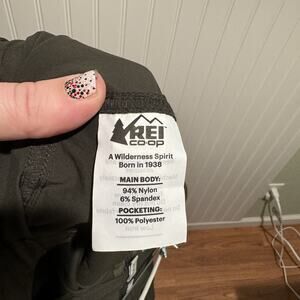 REI
CO·OP
A Wilderness Spirit
Born in 1938
MAIN BODY:
94% Nylon
6% Spandex
POCKETING:
100% Polyester